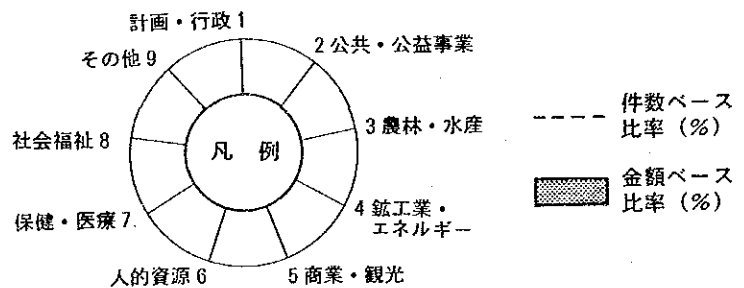 計画・行政 1
2 公共・公益事業
3 農林・水産
4 鉱工業・
エネルギー
5 商業・観光
人的資源 6
保健・医療 7
社会福祉 8
その他 9
凡 例
件数ベース
比率 (%)
金額ベース
比率 (%)